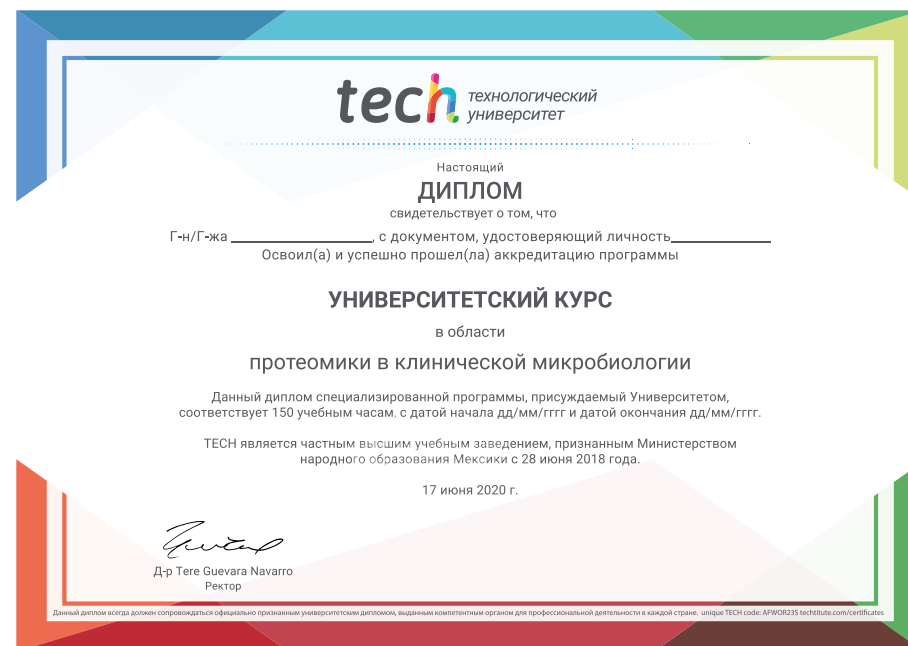 tech технологический
университет
Настоящий
ДИПЛОМ
свидетельствует о том, что
Г-н/Г-жа ____________________, с документом, удостоверяющий личность______________
Освоил(а) и успешно прошел(ла) аккредитацию программы
УНИВЕРСИТЕТСКИЙ КУРС
в области
протеомики в клинической микробиологии
Данный диплом специализированной программы, присуждаемый Университетом,
соответствует 150 учебным часам, с датой начала дд/мм/гггг и датой окончания дд/мм/гггг.
TECH является частным высшим учебным заведением, признанным Министерством
народного образования Мексики с 28 июня 2018 года.
17 июня 2020 г.
Д-р Tere Guevara Navarro
Ректор
Данный диплом всегда должен сопровождаться официально признанным университетским дипломом, выданным компетентным органом для профессиональной деятельности в каждой стране. unique TECH code: AFWOR23S techtitute.com/certificates